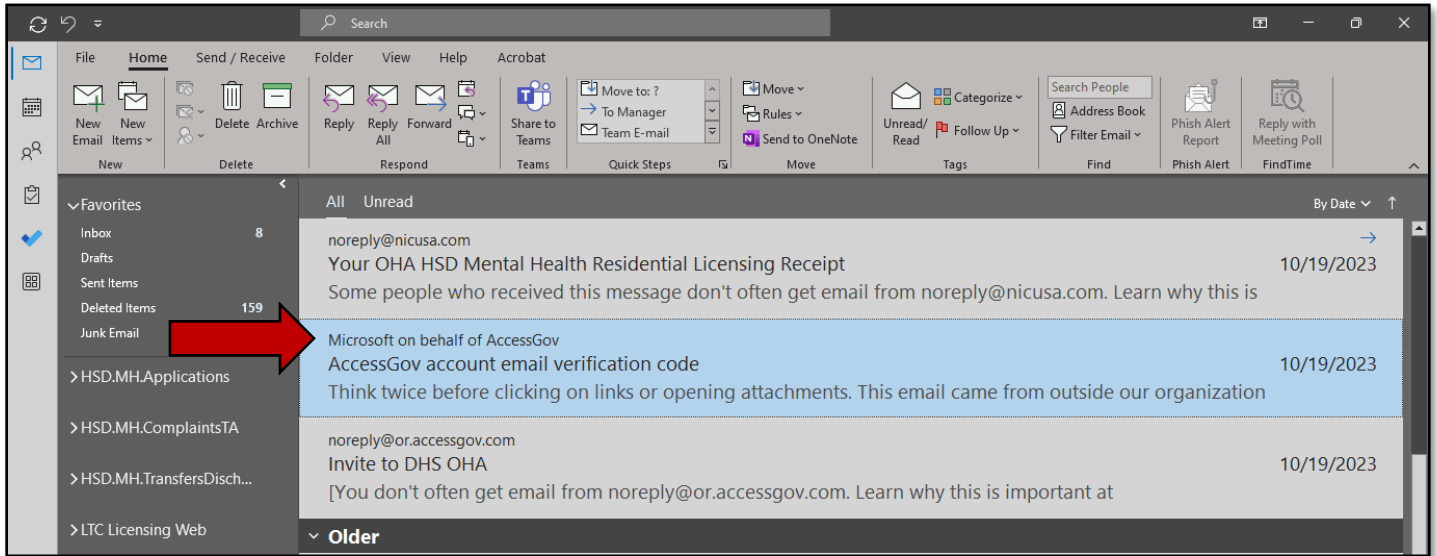 Search
File Home Send / Receive Folder View Help Acrobat
New Email
New Items
Delete
Archive
Reply
Reply All
Forward
Share to Teams
Move to: ?
To Manager
Team E-mail
Move
Rules
Send to OneNote
Unread/ Read
Categorize
Follow Up
Search People
Address Book
Filter Email
Phish Alert Report
Reply with Meeting Poll
New Delete Respond Teams Quick Steps Move Tags Find Phish Alert FindTime
Favorites
Inbox 8
Drafts
Sent Items
Deleted Items 159
Junk Email
HSD.MH.Applications
HSD.MH.ComplaintsTA
HSD.MH.TransfersDisch...
LTC Licensing Web
All Unread By Date
noreply@nicusa.com
Your OHA HSD Mental Health Residential Licensing Receipt 10/19/2023
Some people who received this message don't often get email from noreply@nicusa.com. Learn why this is
Microsoft on behalf of AccessGov
AccessGov account email verification code 10/19/2023
Think twice before clicking on links or opening attachments. This email came from outside our organization
noreply@or.accessgov.com
Invite to DHS OHA 10/19/2023
[You don't often get email from noreply@or.accessgov.com. Learn why this is important at
Older